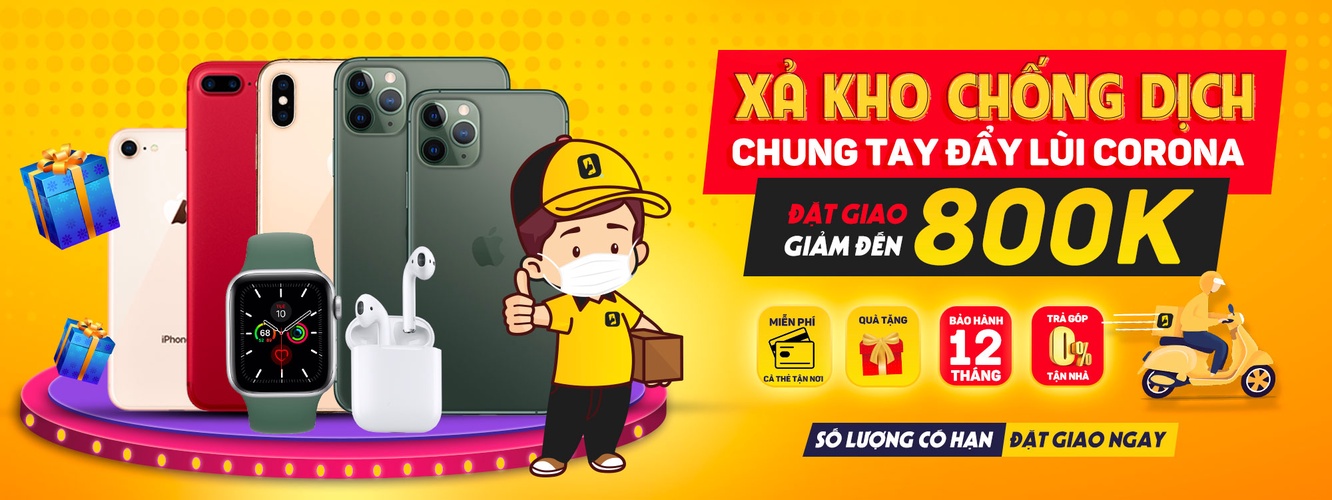 XẢ KHO CHỐNG DỊCH
CHUNG TAY ĐẨY LÙI CORONA
ĐẶT GIAO
GIẢM ĐẾN
800K
MIỄN PHÍ
CÀ THẺ TẬN NƠI
QUÀ TẶNG
BẢO HÀNH
12
THÁNG
TRẢ GÓP
0%
TẬN NHÀ
SỐ LƯỢNG CÓ HẠN
ĐẶT GIAO NGAY
10
68